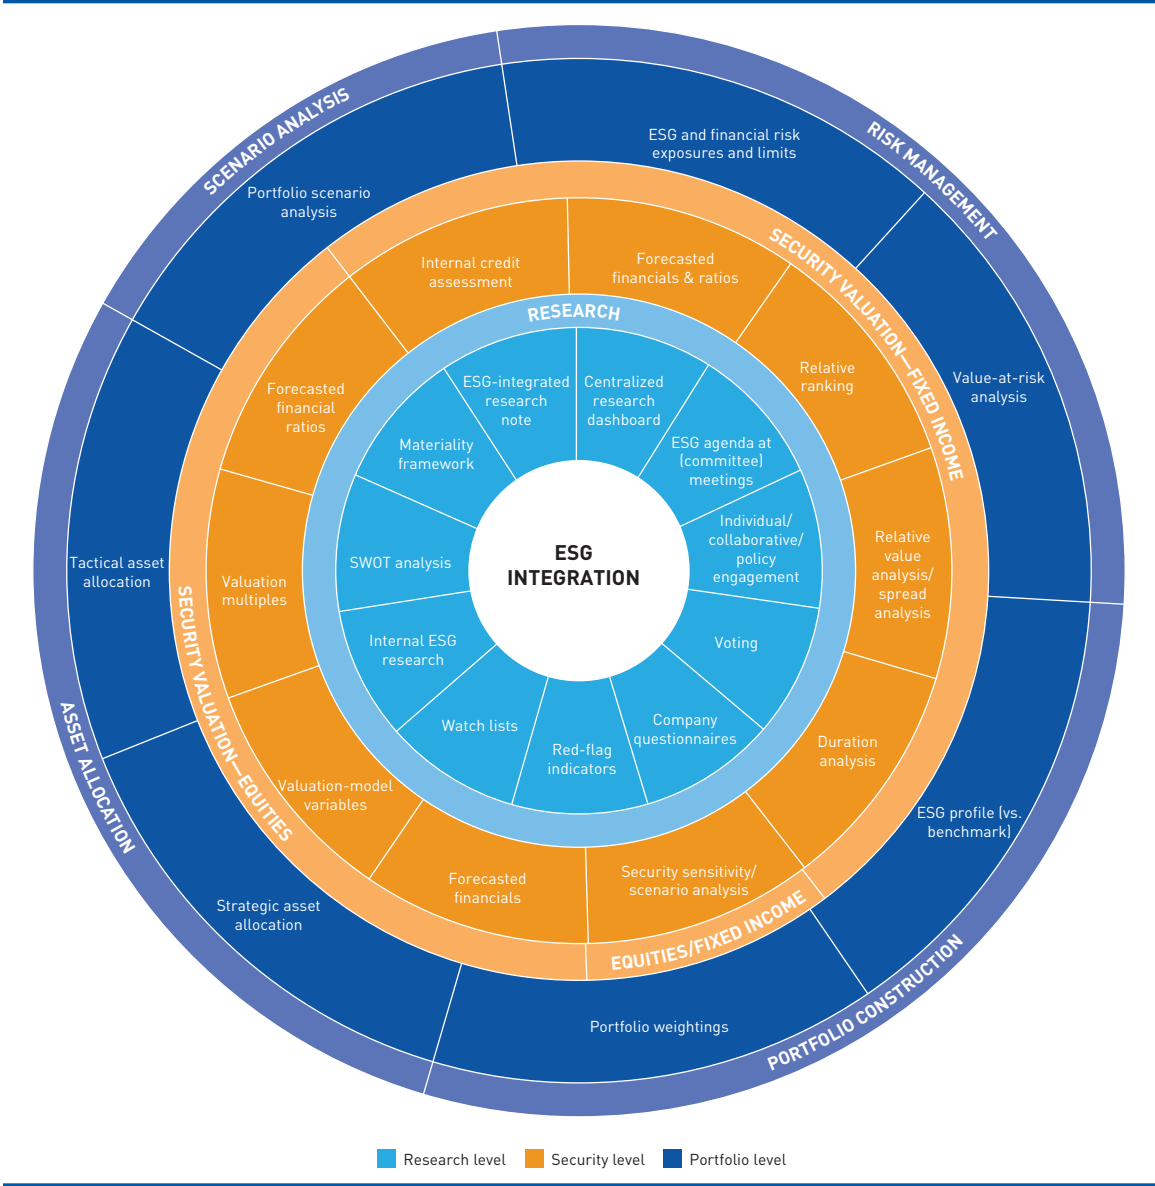 SCENARIO ANALYSIS
RISK MANAGEMENT
ESG and financial risk
exposures and limits
Portfolio scenario
analysis
Value-at-risk
analysis
Tactical asset
allocation
ASSET ALLOCATION
Strategic asset
allocation
ESG profile (vs.
benchmark)
Portfolio weightings
PORTFOLIO CONSTRUCTION
SECURITY VALUATION—FIXED INCOME
Internal credit
assessment
Forecasted
financials & ratios
Relative
ranking
Relative
value
analysis/
spread
analysis
Duration
analysis
EQUITIES/FIXED INCOME
Security sensitivity/
scenario analysis
SECURITY VALUATION—EQUITIES
Forecasted
financial
ratios
Valuation
multiples
Valuation-model
variables
Forecasted
financials
RESEARCH
ESG-integrated
research
note
Centralized
research
dashboard
ESG agenda at
(committee)
meetings
Individual/
collaborative/
policy
engagement
Voting
Company
questionnaires
Red-flag
indicators
Watch lists
Internal ESG
research
SWOT analysis
Materiality
framework
ESG
INTEGRATION
Research level
Security level
Portfolio level